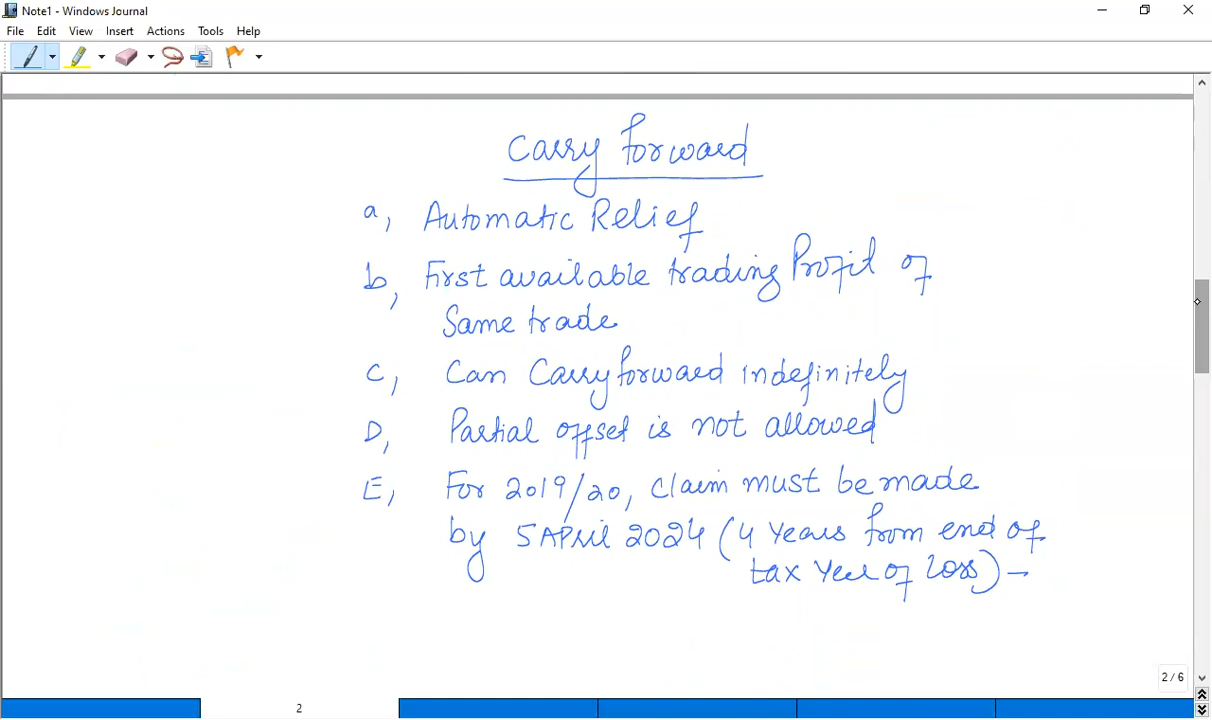 Note1 - Windows Journal
File Edit View Insert Actions Tools Help
Carry forward
a, Automatic Relief
b, First available trading Profit of
Same trade
C, Can Carryforward indefinitely
D, Partial offset is not allowed
E, For 2019/20, Claim must be made
by 5 April 2024 (4 Years from end of
tax Year of Loss) -
2 / 6
2